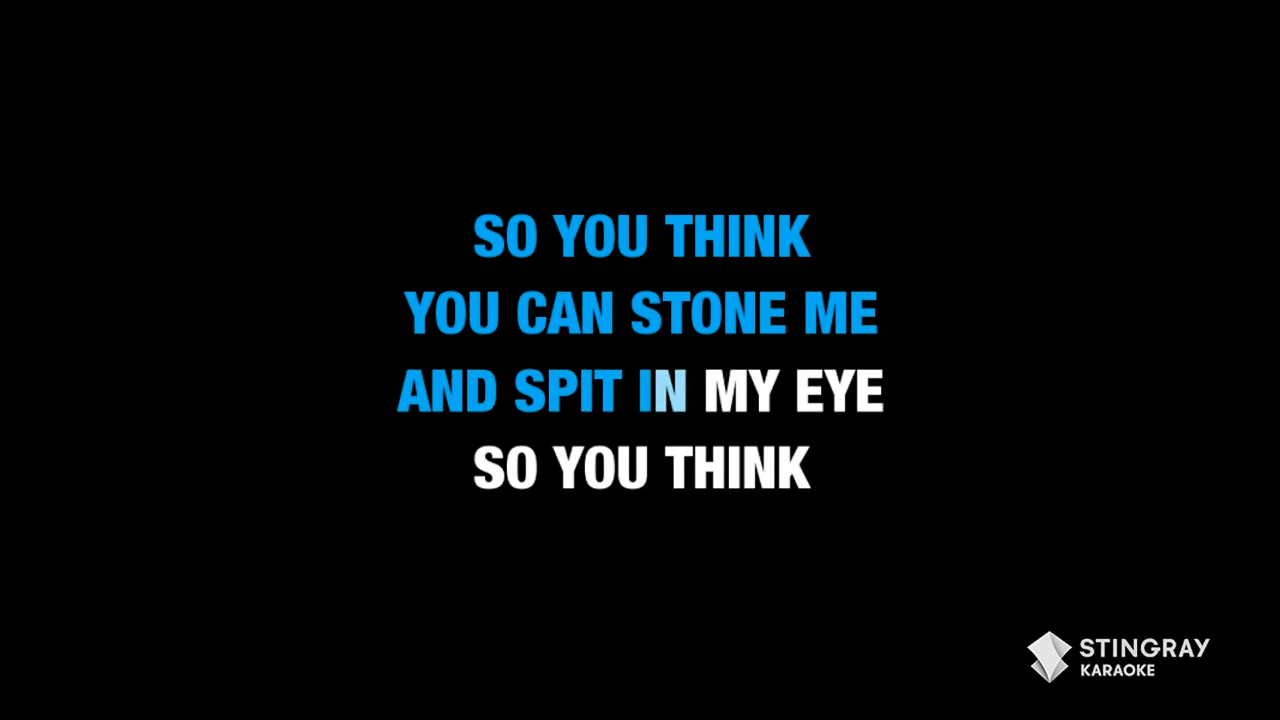 SO YOU THINK
YOU CAN STONE ME
AND SPIT IN MY EYE
SO YOU THINK
STINGRAY
KARAOKE